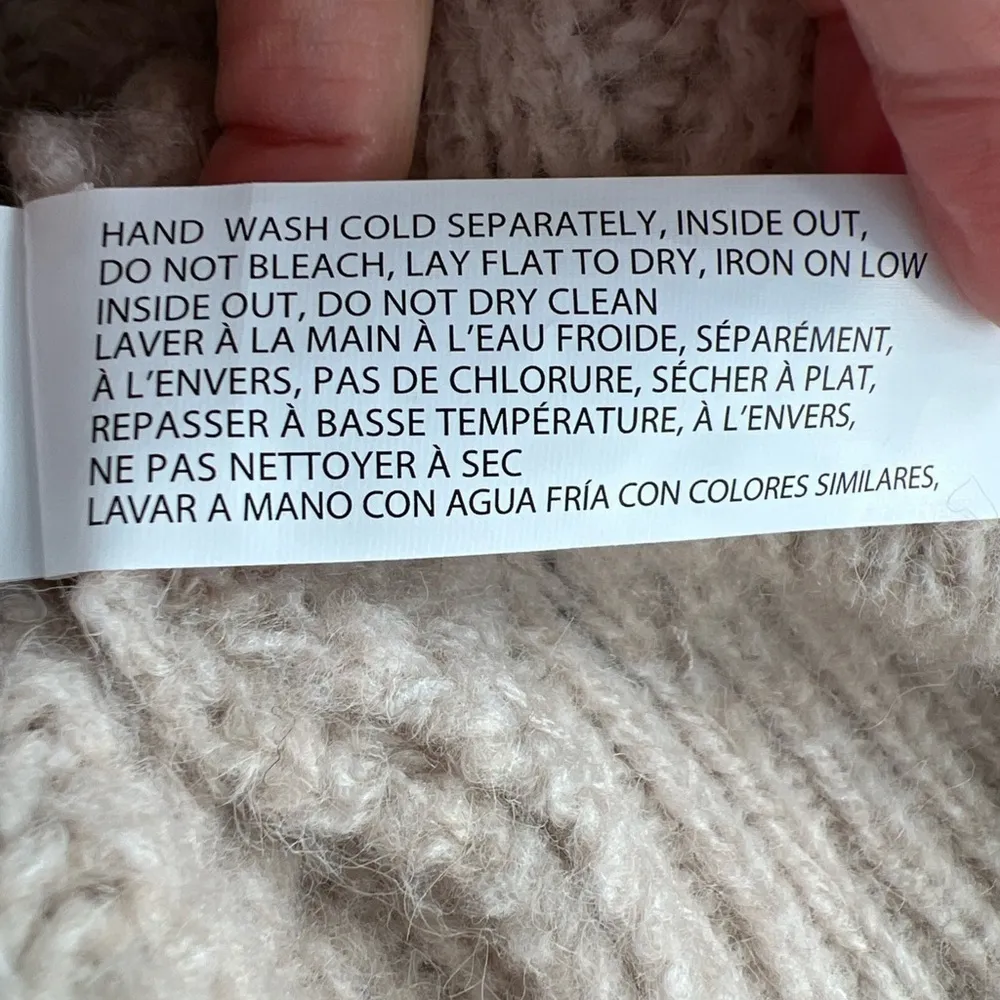 HAND WASH COLD SEPARATELY, INSIDE OUT,
DO NOT BLEACH, LAY FLAT TO DRY, IRON ON LOW
INSIDE OUT, DO NOT DRY CLEAN
LAVER À LA MAIN À L'EAU FROIDE, SÉPARÉMENT,
À L'ENVERS, PAS DE CHLORURE, SÉCHER À PLAT,
REPASSER À BASSE TEMPÉRATURE, À L'ENVERS,
NE PAS NETTOYER À SEC
LAVAR A MANO CON AGUA FRÍA CON COLORES SIMILARES,